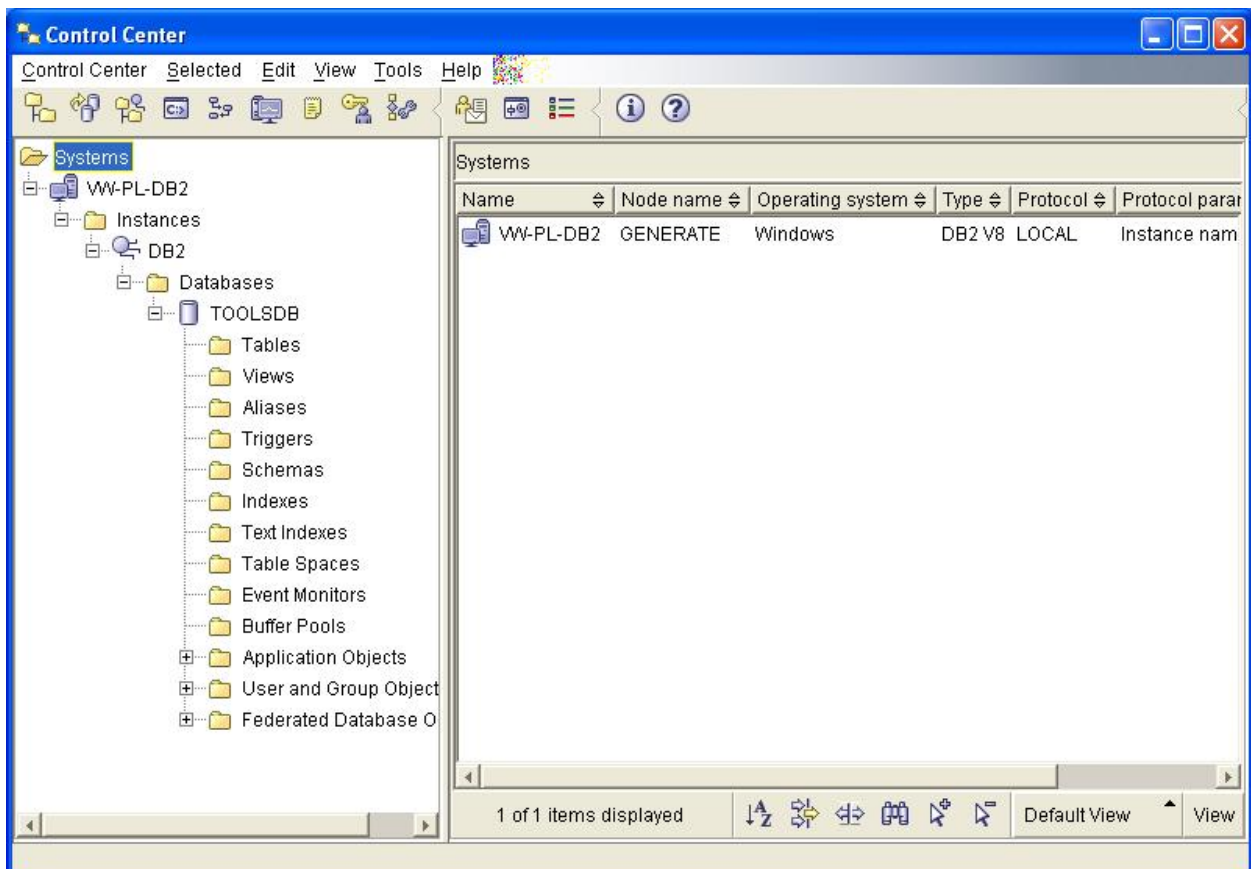 Control Center
Control Center Selected Edit View Tools Help
Systems
VW-PL-DB2
Instances
DB2
Databases
TOOLSDB
Tables
Views
Aliases
Triggers
Schemas
Indexes
Text Indexes
Table Spaces
Event Monitors
Buffer Pools
Application Objects
User and Group Object
Federated Database O
Systems
Name Node name Operating system Type Protocol Protocol parar
VW-PL-DB2 GENERATE Windows DB2 V8 LOCAL Instance nam
1 of 1 items displayed Default View View